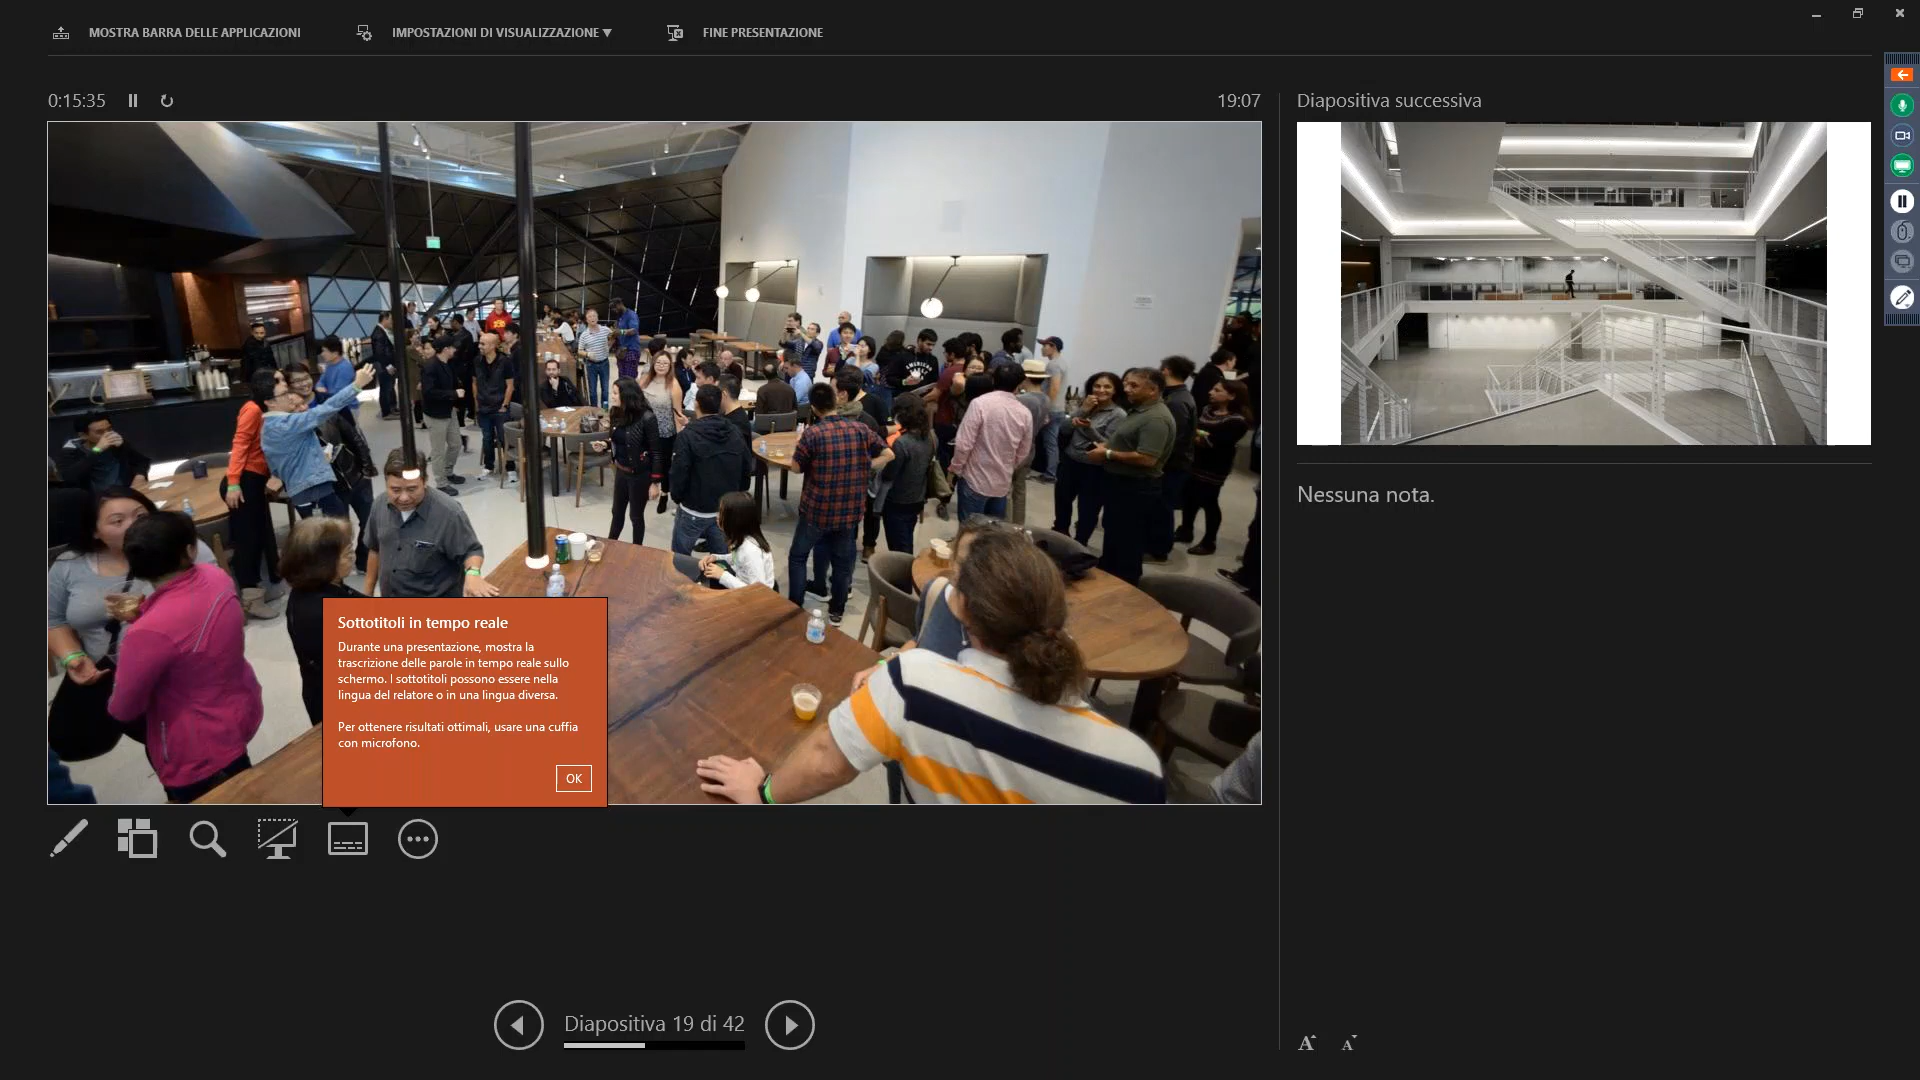 MOSTRA BARRA DELLE APPLICAZIONI
IMPOSTAZIONI DI VISUALIZZAZIONE ▼
FINE PRESENTAZIONE
0:15:35
19:07
Diapositiva successiva
Sottotitoli in tempo reale
Durante una presentazione, mostra la
trascrizione delle parole in tempo reale sullo
schermo. I sottotitoli possono essere nella
lingua del relatore o in una lingua diversa.
Per ottenere risultati ottimali, usare una cuffia
con microfono.
OK
Nessuna nota.
Diapositiva 19 di 42
A A